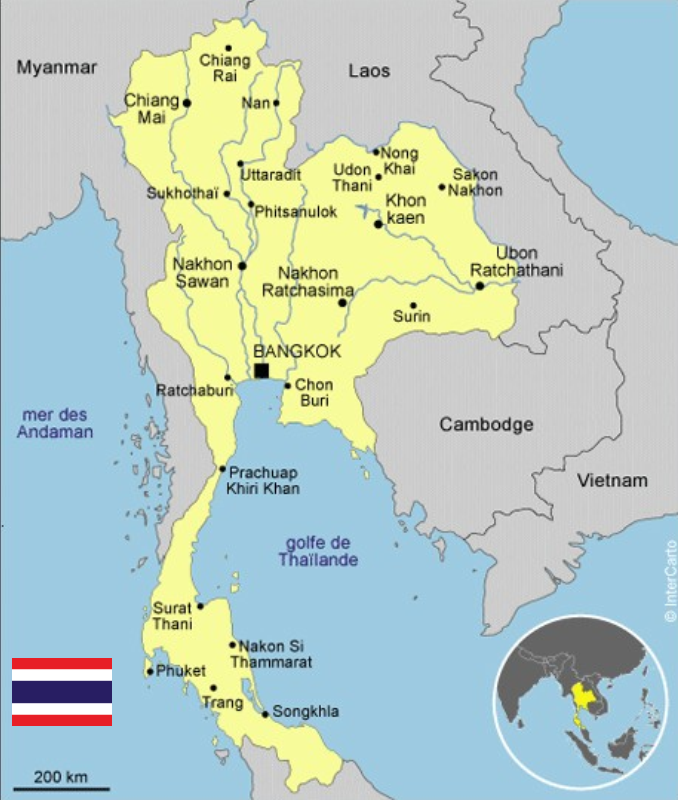 Myanmar
Laos
Chiang
Rai
Chiang
Mai
Nan
Nong
Khai
Uttaradit
Udon
Thani
Sakon
Nakhon
Sukhothaï
Phitsanulok
Khon
kaen
Nakhon
Sawan
Nakhon
Ratchasima
Ubon
Ratchathani
Surin
BANGKOK
Ratchaburi
Chon
Buri
mer des
Andaman
Cambodge
Prachuap
Khiri Khan
Vietnam
golfe de
Thaïlande
© InterCarto
Surat
Thani
Nakon Si
Thammarat
Phuket
Trang
Songkhla
200 km